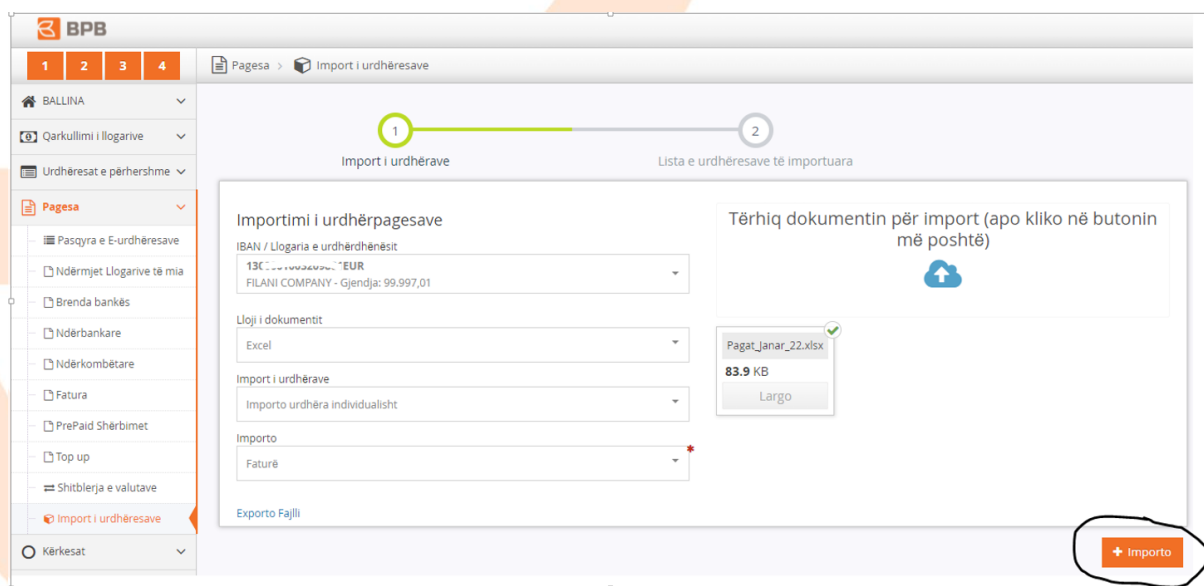 BPB
1 2 3 4
Pagesa > Import i urdhëresave
BALLINA
Qarkullimi i llogarive
Urdhëresat e përhershme
Pagesa
Pasqyra e E-urdhëresave
Ndërmjet Llogarive të mia
Brenda bankës
Ndërbankare
Ndërkombëtare
Fatura
PrePaid Shërbimet
Top up
Shitblerja e valutave
Import i urdhëresave
Kërkesat
1
Import i urdhërave
2
Lista e urdhëresave të importuara
Importimi i urdhërpagesave
IBAN / Llogaria e urdhërdhënësit
EUR
FILANI COMPANY - Gjendja: 99.997,01
Lloji i dokumentit
Excel
Import i urdhërave
Importo urdhëra individualisht
Importo
Faturë
*
Exporto Fajlli
Tërhiq dokumentin për import (apo kliko në butonin
më poshtë)
Pagat_Janar_22.xlsx
83.9 KB
Largo
+ Importo